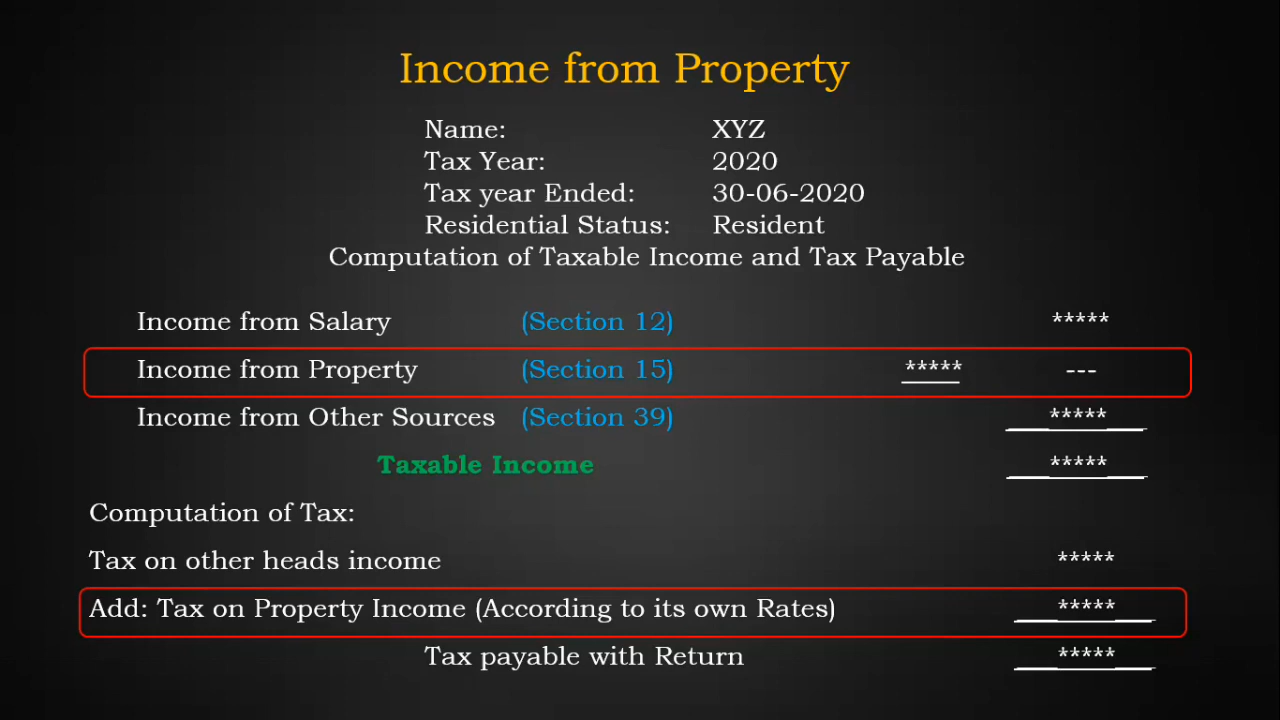 Income from Property
Name: XYZ
Tax Year: 2020
Tax year Ended: 30-06-2020
Residential Status: Resident
Computation of Taxable Income and Tax Payable
Income from Salary (Section 12) *****
Income from Property (Section 15) ***** ---
Income from Other Sources (Section 39) *****
Taxable Income *****
Computation of Tax:
Tax on other heads income *****
Add: Tax on Property Income (According to its own Rates) *****
Tax payable with Return *****